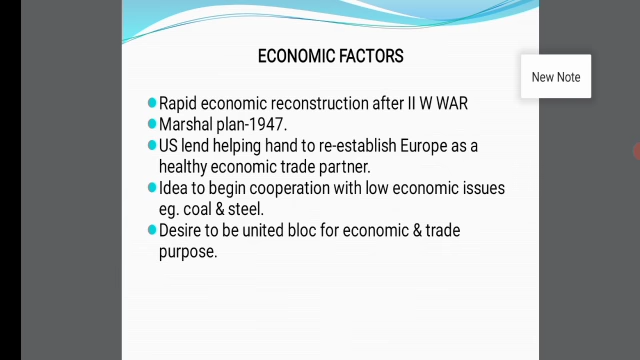 ECONOMIC FACTORS
New Note
Rapid economic reconstruction after II W WAR
Marshal plan-1947.
US lend helping hand to re-establish Europe as a
healthy economic trade partner.
Idea to begin cooperation with low economic issues
eg. coal & steel.
Desire to be united bloc for economic & trade
purpose.